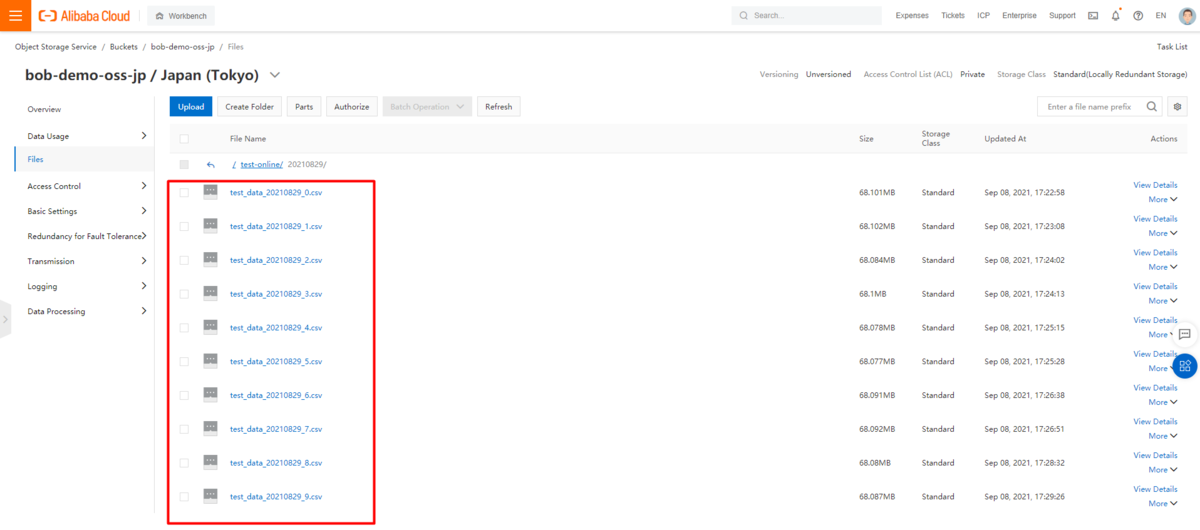 Alibaba Cloud
Workbench
Search...
Expenses Tickets ICP Enterprise Support EN
Object Storage Service / Buckets / bob-demo-oss-jp / Files
Task List
bob-demo-oss-jp / Japan (Tokyo)
Versioning Unversioned Access Control List (ACL) Private Storage Class Standard(Locally Redundant Storage)
Overview
Data Usage
Files
Access Control
Basic Settings
Redundancy for Fault Tolerance
Transmission
Logging
Data Processing
Upload Create Folder Parts Authorize Batch Operation Refresh
Enter a file name prefix
File Name Size Storage Class Updated At Actions
/ test-online/ 20210829/
test_data_20210829_0.csv 68.101MB Standard Sep 08, 2021, 17:22:58 View Details
More
test_data_20210829_1.csv 68.102MB Standard Sep 08, 2021, 17:23:08 View Details
More
test_data_20210829_2.csv 68.084MB Standard Sep 08, 2021, 17:24:02 View Details
More
test_data_20210829_3.csv 68.1MB Standard Sep 08, 2021, 17:24:13 View Details
More
test_data_20210829_4.csv 68.078MB Standard Sep 08, 2021, 17:25:15 View Details
More
test_data_20210829_5.csv 68.077MB Standard Sep 08, 2021, 17:25:28 View Details
More
test_data_20210829_6.csv 68.091MB Standard Sep 08, 2021, 17:26:38 View Details
More
test_data_20210829_7.csv 68.092MB Standard Sep 08, 2021, 17:26:51 View Details
More
test_data_20210829_8.csv 68.08MB Standard Sep 08, 2021, 17:28:32 View Details
More
test_data_20210829_9.csv 68.087MB Standard Sep 08, 2021, 17:29:26 View Details
More